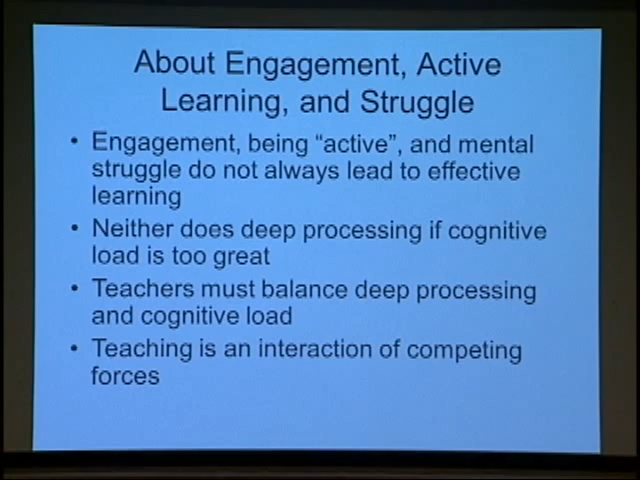 About Engagement, Active
Learning, and Struggle
• Engagement, being “active”, and mental
struggle do not always lead to effective
learning
• Neither does deep processing if cognitive
load is too great
• Teachers must balance deep processing
and cognitive load
• Teaching is an interaction of competing
forces